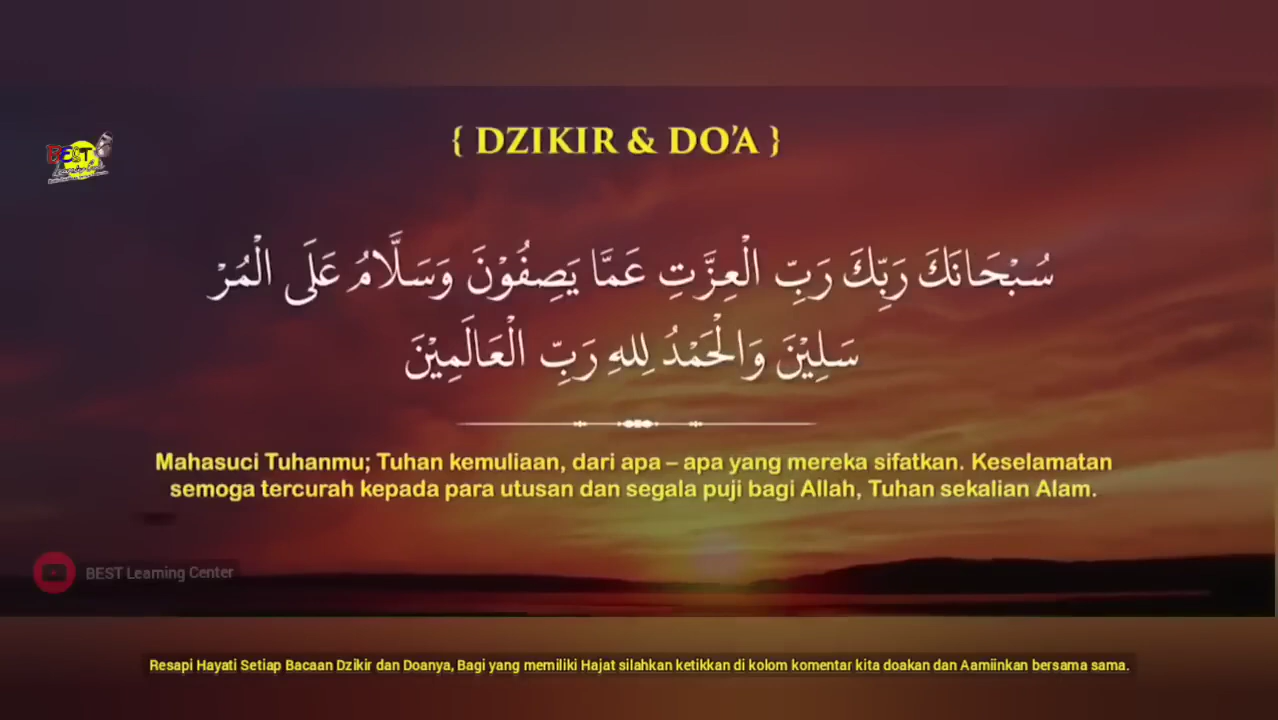 { DZIKIR & DO'A }
BEST
سُبْحَانَكَ رَبِّكَ رَبِّ الْعِزَّتِ عَمَّا يَصِفُوْنَ وَسَلَّامُ عَلَى الْمُرْ
سَلِيْنَ وَالْحَمْدُ لِلهِ رَبِّ الْعَالَمِيْنَ
Mahasuci Tuhanmu; Tuhan kemuliaan, dari apa – apa yang mereka sifatkan. Keselamatan
semoga tercurah kepada para utusan dan segala puji bagi Allah, Tuhan sekalian Alam.
BEST Learning Center
Resapi Hayati Setiap Bacaan Dzikir dan Doanya, Bagi yang memiliki Hajat silahkan ketikkan di kolom komentar kita doakan dan Aamiinkan bersama sama.